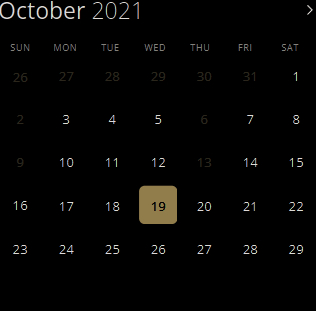 October 2021 >
SUN MON TUE WED THU FRI SAT
26 27 28 29 30 31 1
2 3 4 5 6 7 8
9 10 11 12 13 14 15
16 17 18 19 20 21 22
23 24 25 26 27 28 29